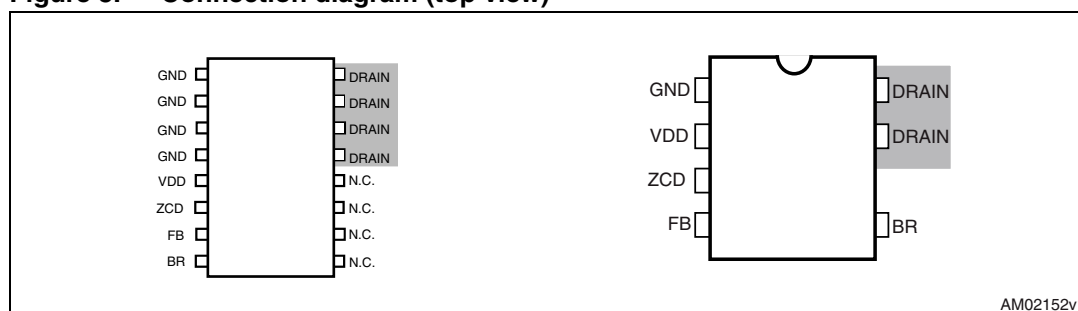 Figure Connection diagram (top view)
GND DRAIN
GND DRAIN
GND DRAIN
GND DRAIN
VDD N.C.
ZCD N.C.
FB N.C.
BR N.C.
GND DRAIN
VDD DRAIN
ZCD
FB BR
AM02152v